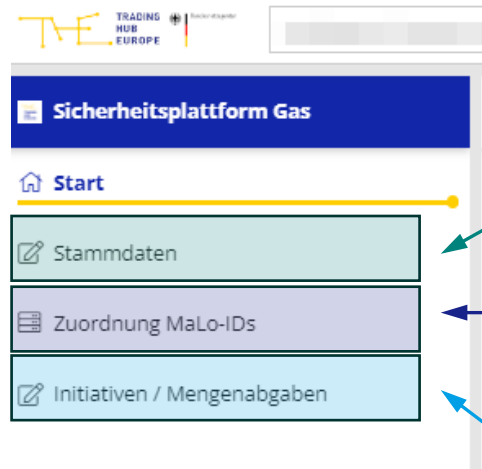 TRADING
HUB
EUROPE
Sicherheitsplattform Gas
Start
Stammdaten
Zuordnung MaLo-IDs
Initiativen / Mengenabgaben